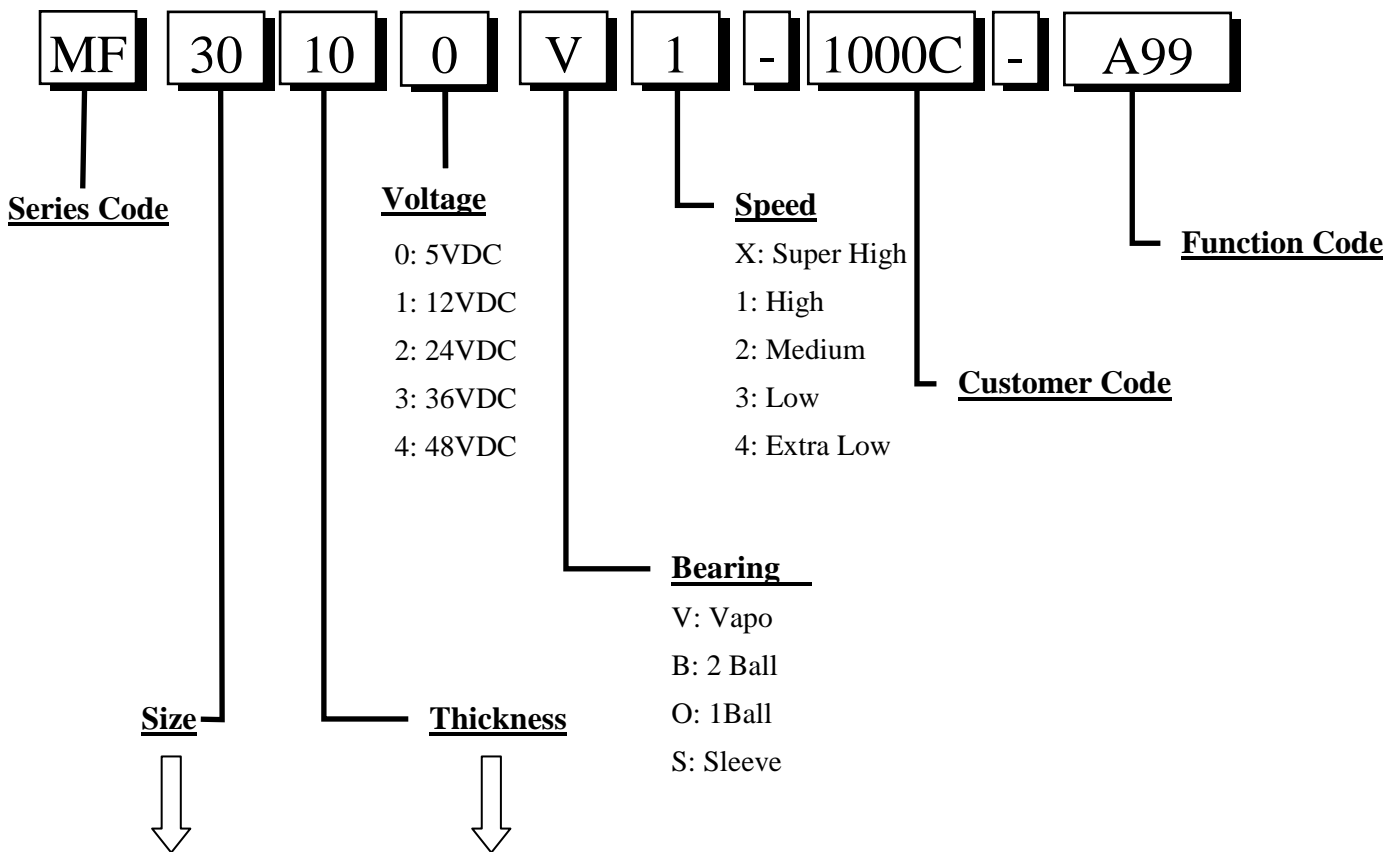 MF 30 10 0 V 1 - 1000C - A99
Series Code
Voltage
0: 5VDC
1: 12VDC
2: 24VDC
3: 36VDC
4: 48VDC
Speed
X: Super High
1: High
2: Medium
3: Low
4: Extra Low
Function Code
Customer Code
Bearing
V: Vapo
B: 2 Ball
O: 1Ball
S: Sleeve
Size
Thickness